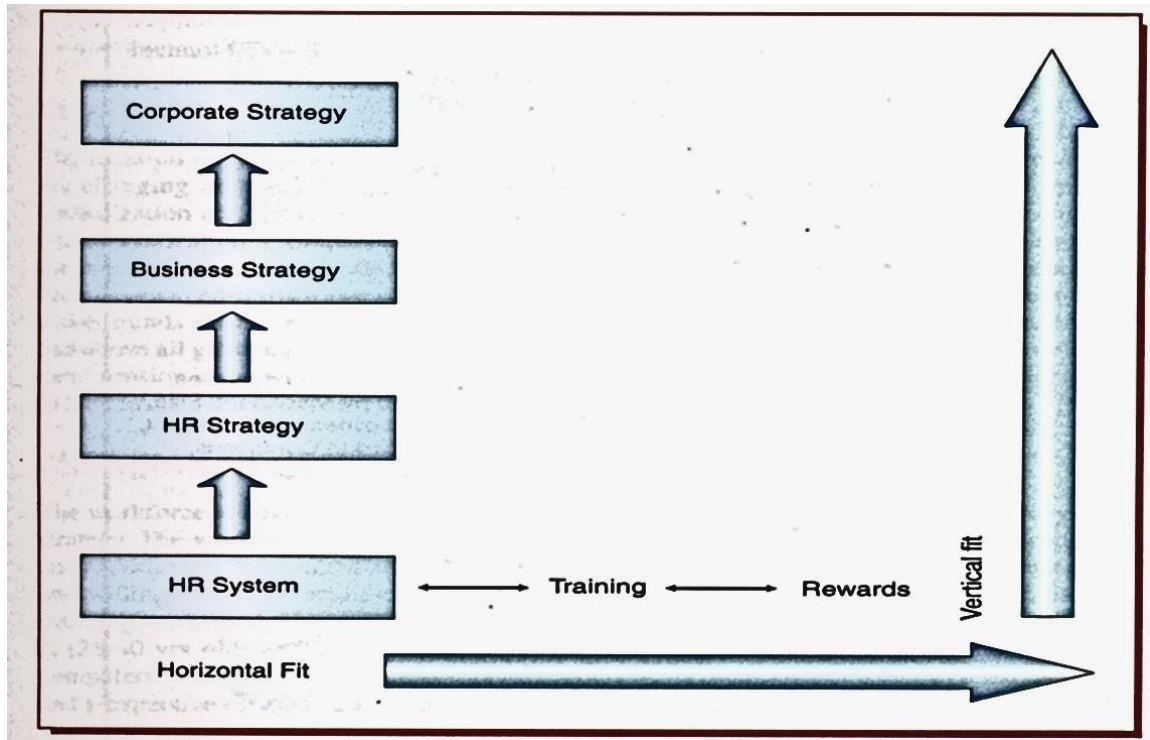 Corporate Strategy
Business Strategy
HR Strategy
HR System
Training
Rewards
Vertical fit
Horizontal Fit